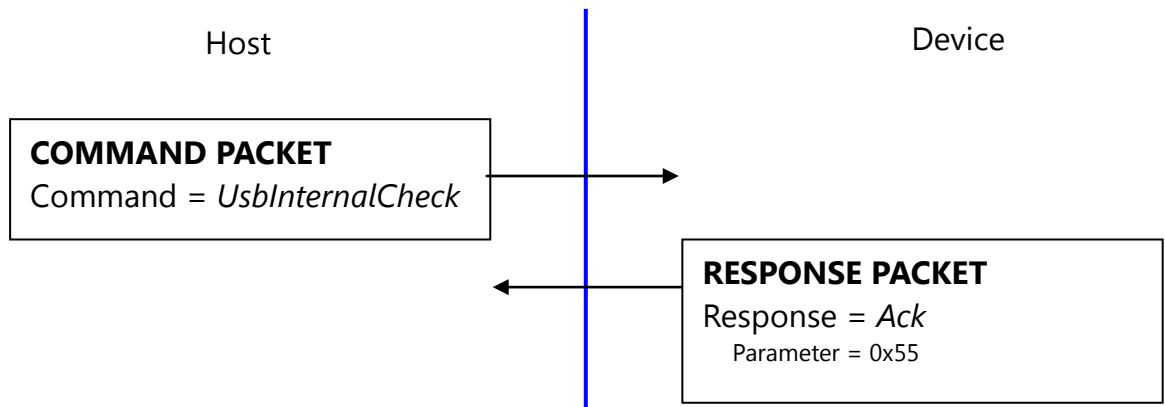 Host
Device
COMMAND PACKET
Command = UsbInternalCheck
RESPONSE PACKET
Response = Ack
Parameter = 0x55